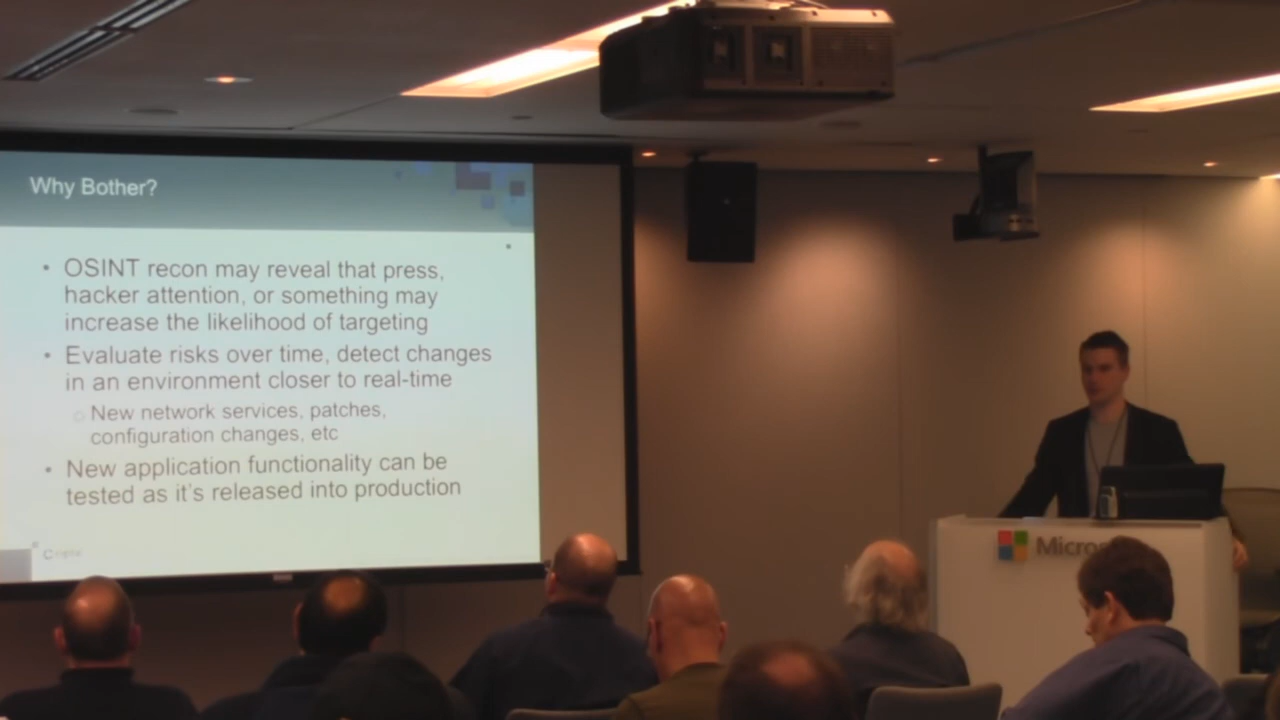 Why Bother?
• OSINT recon may reveal that press,
hacker attention, or something may
increase the likelihood of targeting
• Evaluate risks over time, detect changes
in an environment closer to real-time
○ New network services, patches,
configuration changes, etc
• New application functionality can be
tested as it's released into production